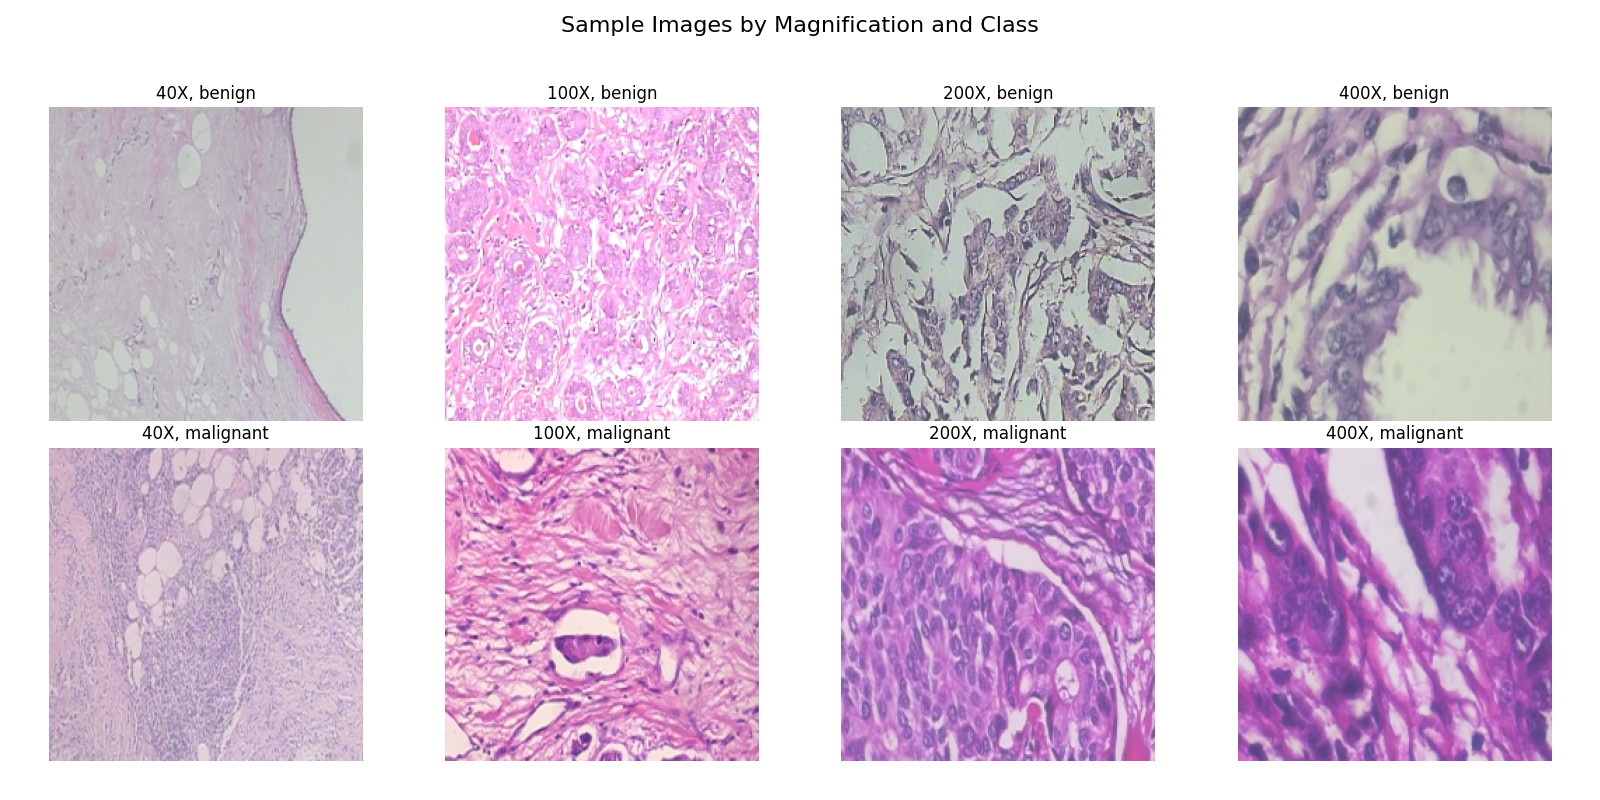 Sample Images by Magnification and Class
40X, benign
100X, benign
200X, benign
400X, benign
40X, malignant
100X, malignant
200X, malignant
400X, malignant